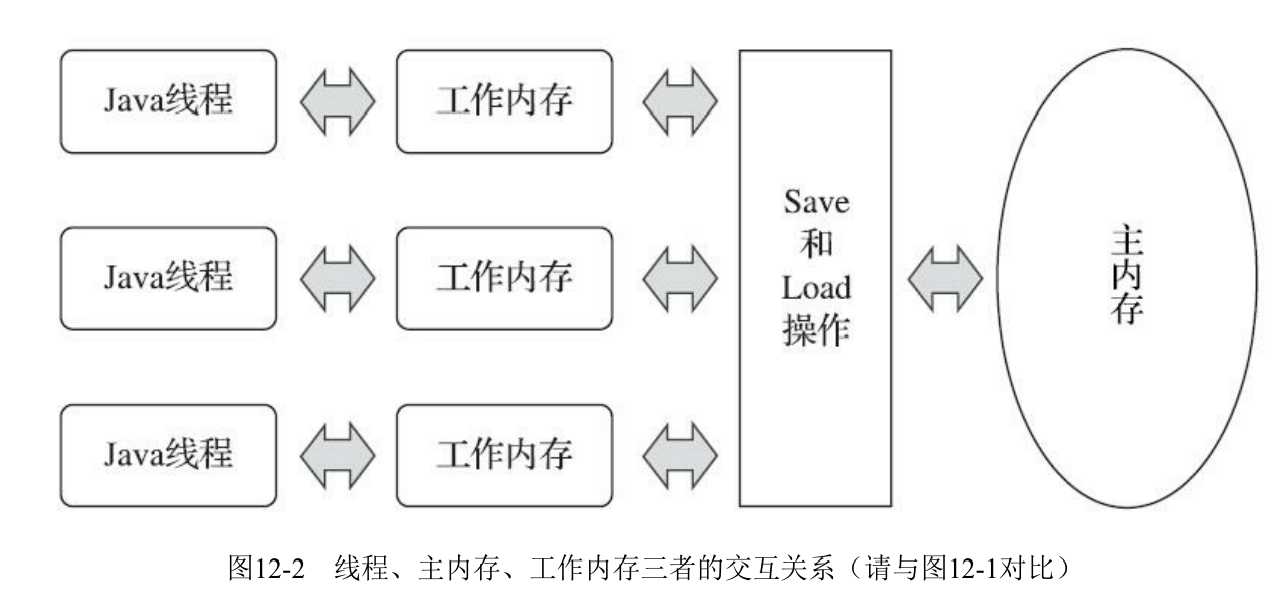 Java线程
工作内存
Java线程
工作内存
Java线程
工作内存
Save
和
Load
操作
主
内
存
图12-2 线程、主内存、工作内存三者的交互关系（请与图12-1对比）